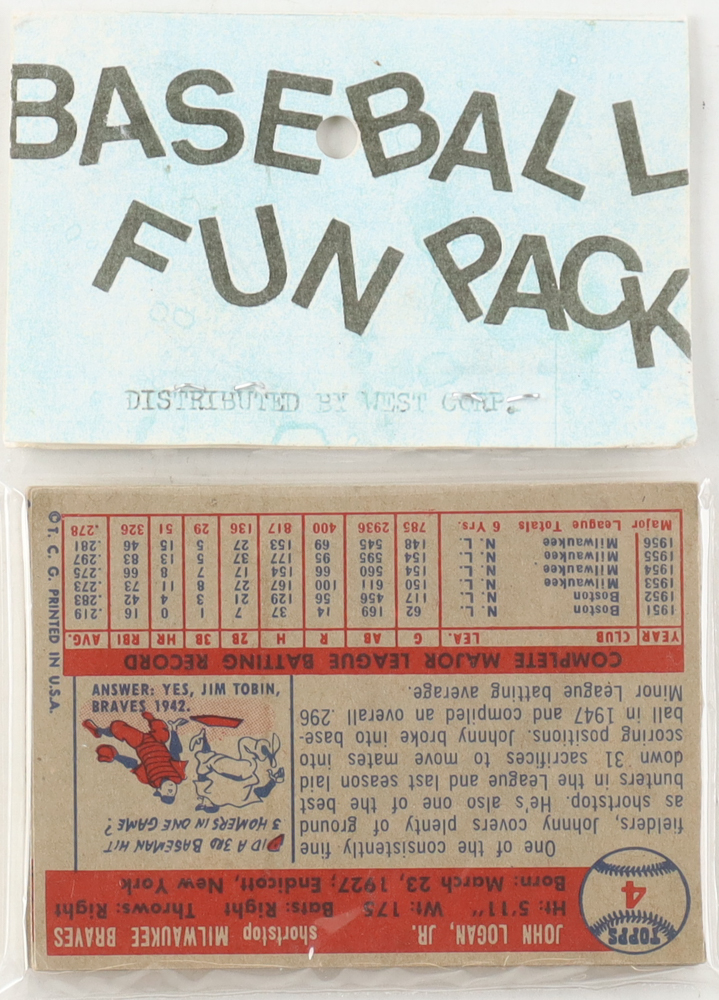 BASEBALL
FUN PACK
DISTRIBUTED BY WEST CORP.
TOPPS
4
JOHN LOGAN, JR. shortstop MILWAUKEE BRAVES
Ht: 5'11" Wt: 175 Bats: Right Throws: Right
Born: March 23, 1927; Endicott, New York
One of the consistently fine
fielders, Johnny covers plenty of ground
as shortstop. He's also one of the best
bunters in the League and last season laid
down 31 sacrifices to move mates into
scoring positions. Johnny broke into base-
ball in 1947 and compiled an overall .296
Minor League batting average.
DID A 3RD BASEMAN HIT
3 HOMERS IN ONE GAME?
ANSWER: YES, JIM TOBIN,
BRAVES 1942.
COMPLETE MAJOR LEAGUE BATTING RECORD
YEAR CLUB LEA. G AB R H 2B 3B HR RBI AVG.
1951 Boston N. L. 62 169 14 37 7 1 0 16 .219
1952 Boston N. L. 117 456 56 129 21 3 4 42 .283
1953 Milwaukee N. L. 150 611 100 167 27 8 11 73 .273
1954 Milwaukee N. L. 154 560 66 154 17 7 8 66 .275
1955 Milwaukee N. L. 154 595 95 177 37 5 13 83 .297
1956 Milwaukee N. L. 148 545 69 153 27 5 15 46 .281
Major League Totals 6 Yrs. 785 2936 400 817 136 29 51 326 .278
© T. C. G. PRINTED IN U.S.A.